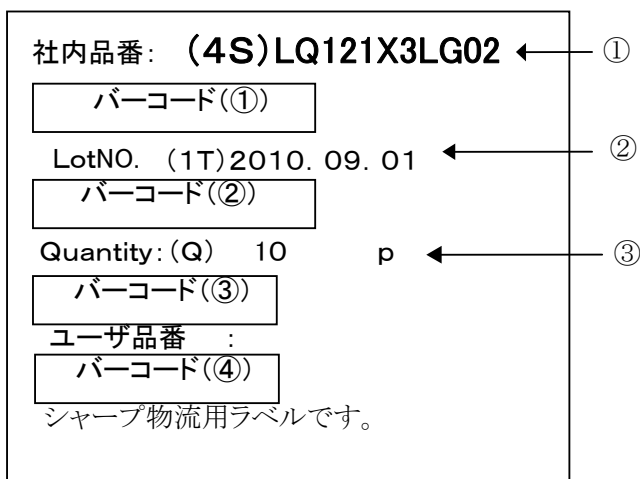 社内品番: (4S)LQ121X3LG02 ①
バーコード(①)
LotNO. (1T)2010. 09. 01 ②
バーコード(②)
Quantity:(Q) 10 p ③
バーコード(③)
ユーザ品番 :
バーコード(④)
シャープ物流用ラベルです。